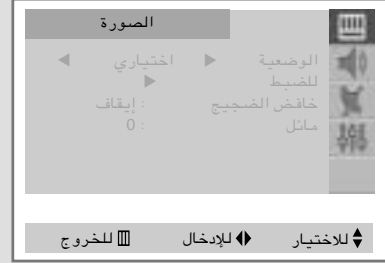 الصورة
الوضعية ◀ اختياري ▶
للضبط ◀
خافض الضجيج : إيقاف
مائل : 0
للاختيار للإدخال للخروج